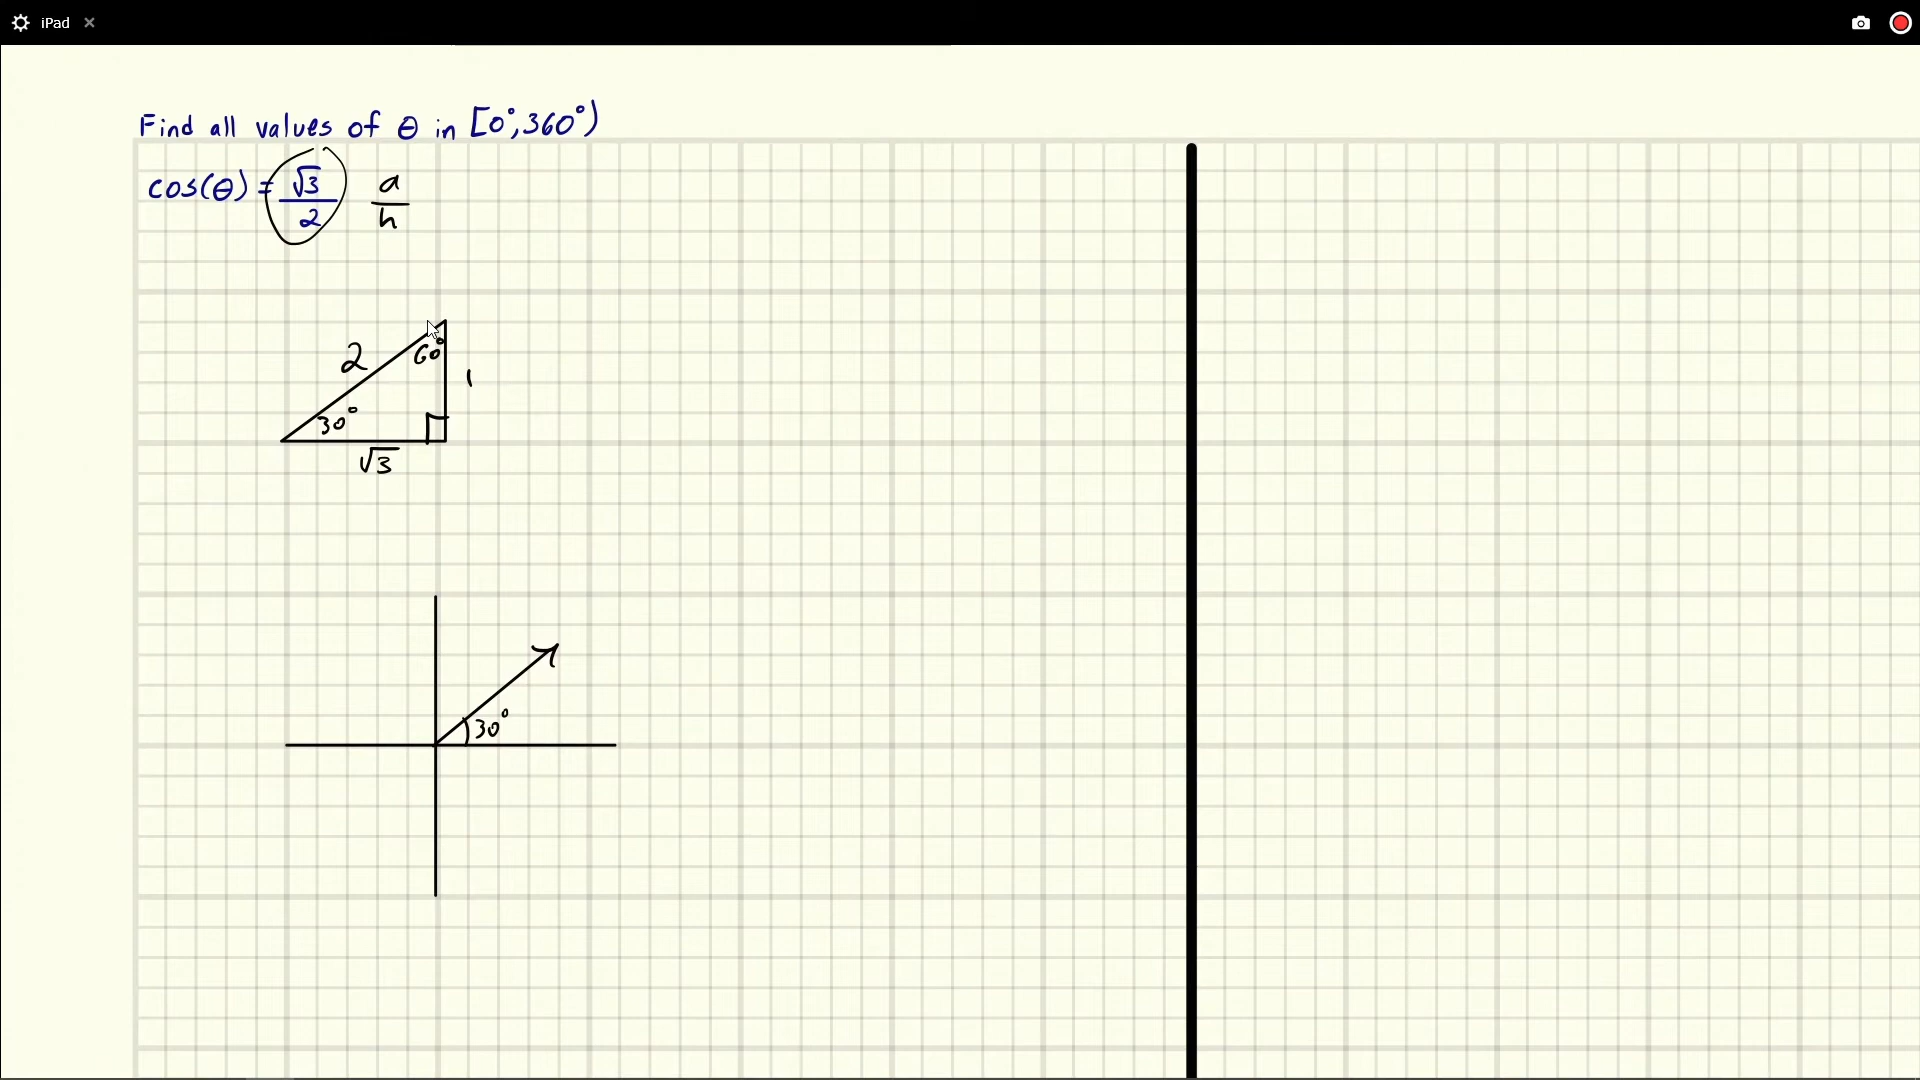 iPad
Find all values of θ in [0°, 360°)
cos(θ) = √3/2 a/h
2
60°
1
30°
√3
30°